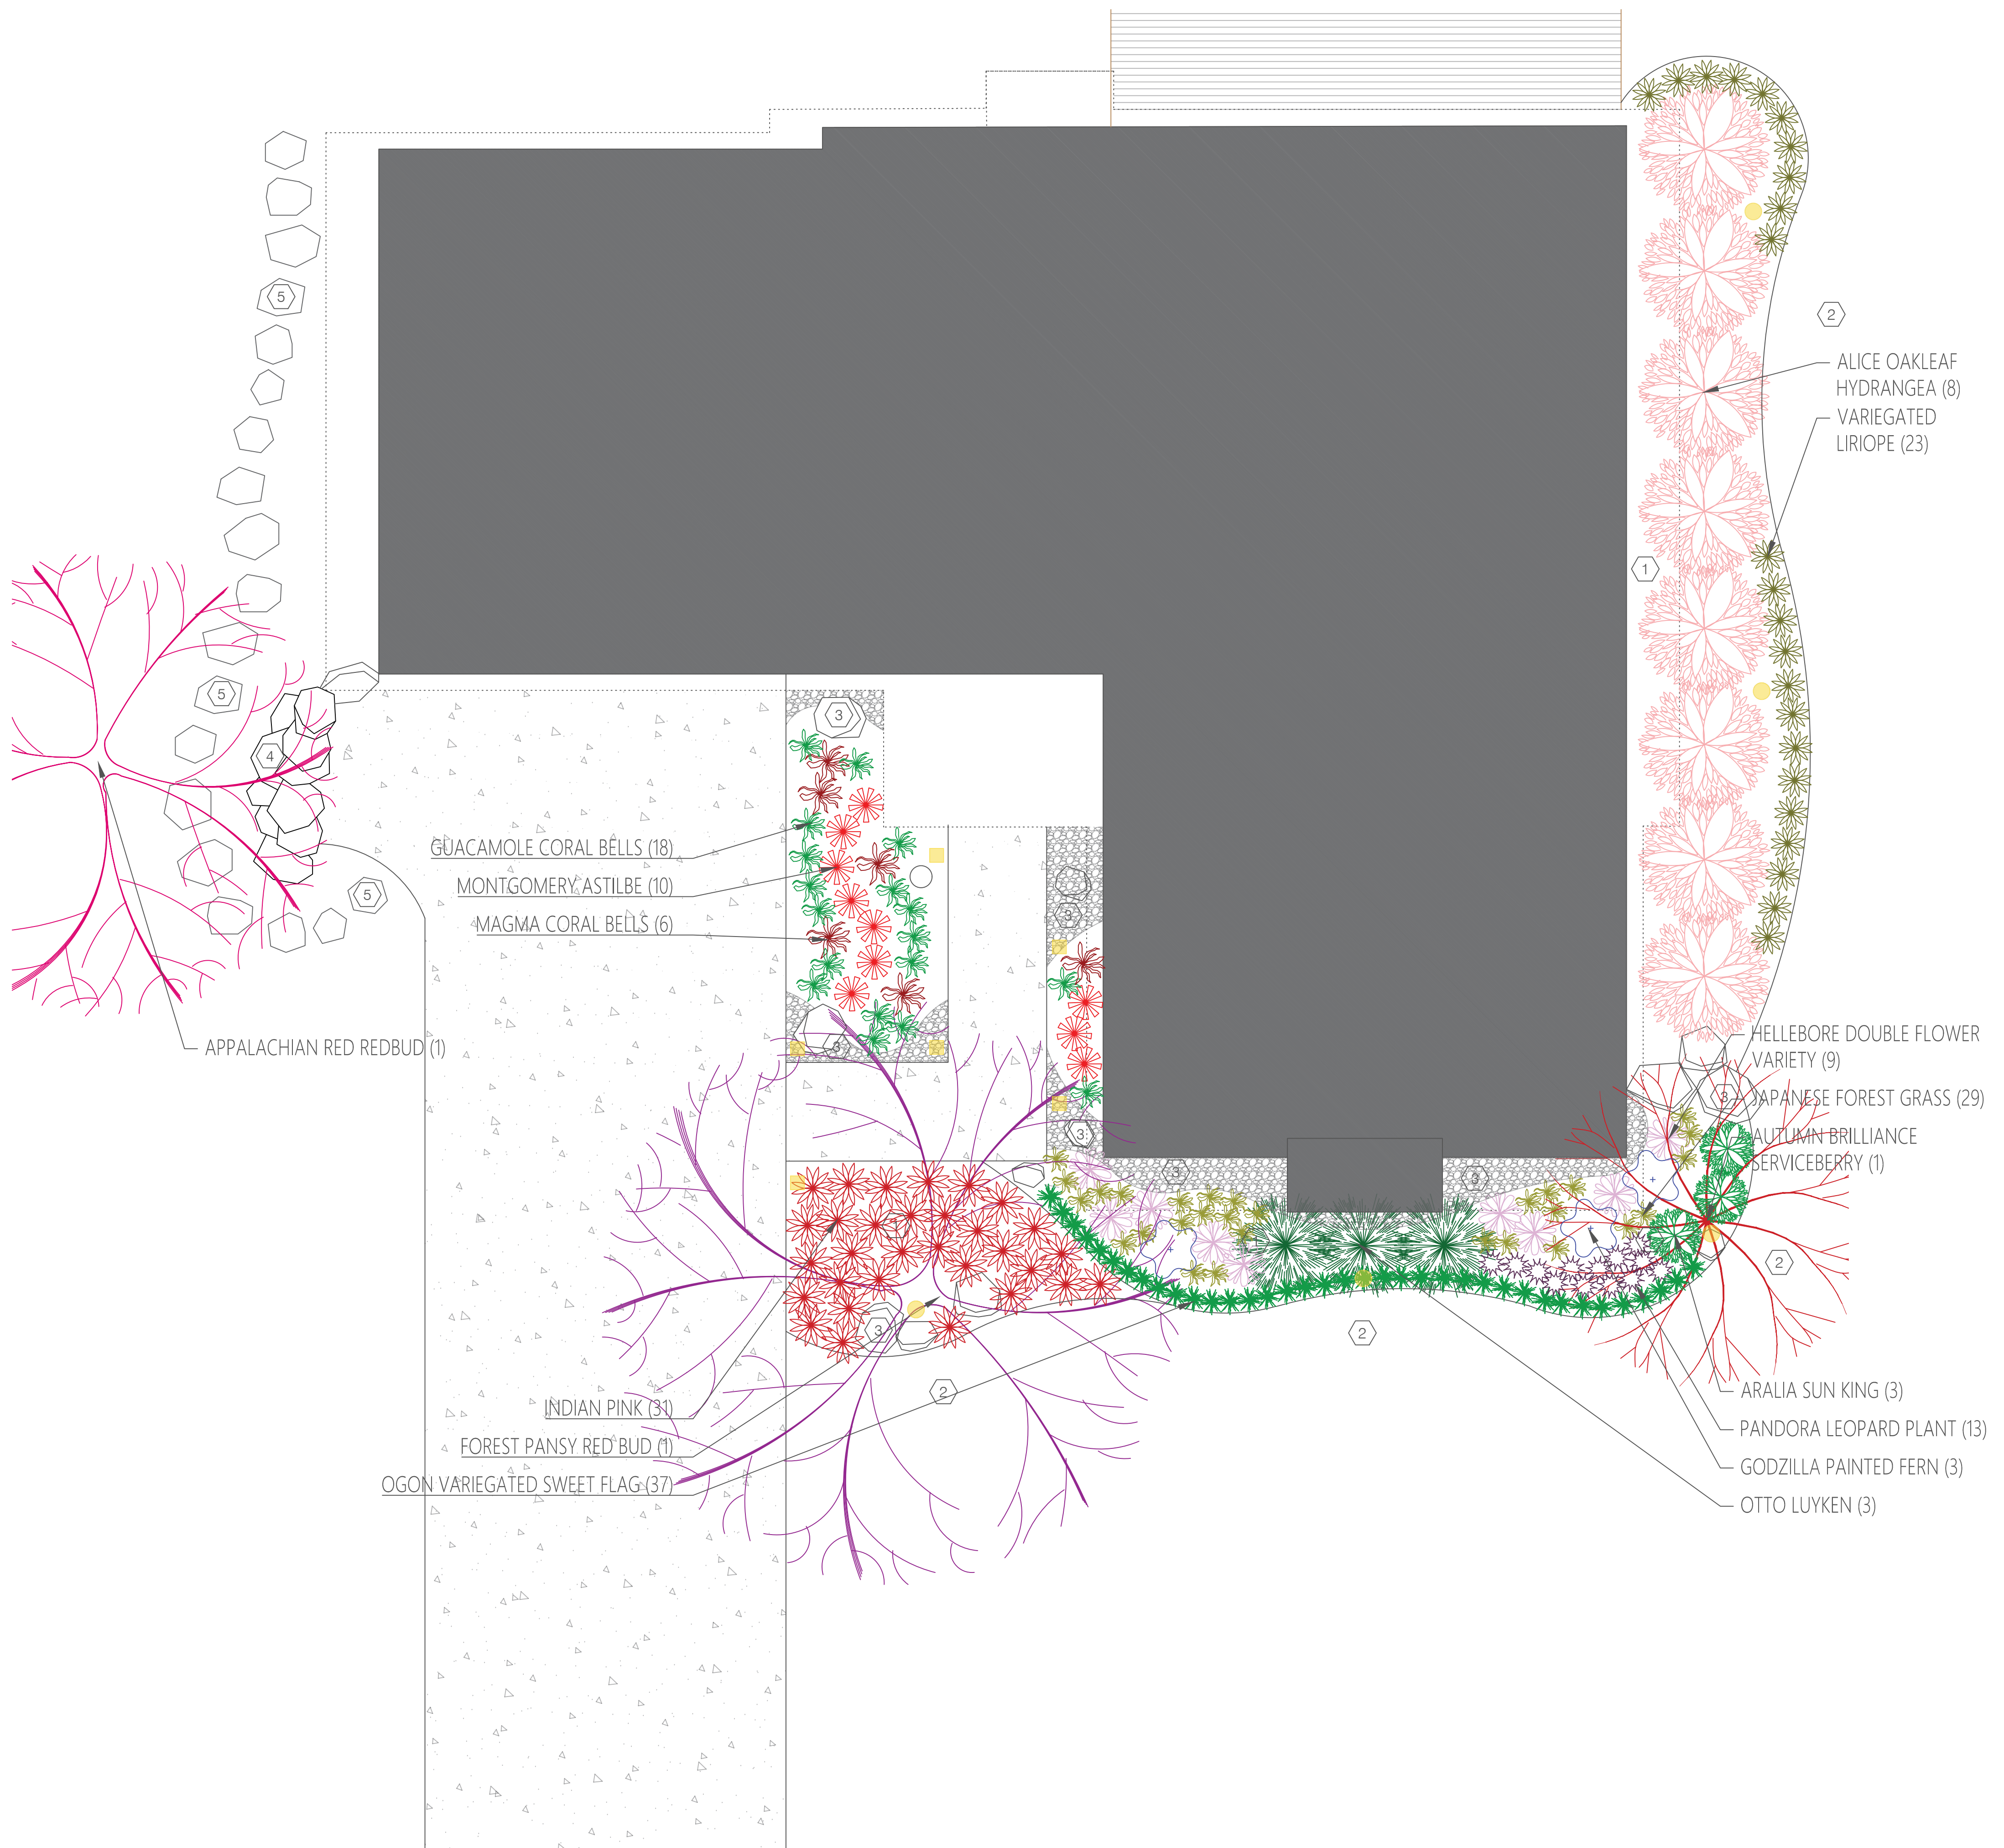 5
2
ALICE OAKLEAF
HYDRANGEA (8)
VARIEGATED
LIRIOPE (23)
1
5
3
4
GUACAMOLE CORAL BELLS (18)
MONTGOMERY ASTILBE (10)
5
3
MAGMA CORAL BELLS (6)
HELLEBORE DOUBLE FLOWER
VARIETY (9)
APPALACHIAN RED REDBUD (1)
3
3
JAPANESE FOREST GRASS (29)
3
AUTUMN BRILLIANCE
SERVICEBERRY (1)
3
3
3
2
3
2
2
ARALIA SUN KING (3)
INDIAN PINK (31)
PANDORA LEOPARD PLANT (13)
FOREST PANSY RED BUD (1)
GODZILLA PAINTED FERN (3)
OGON VARIEGATED SWEET FLAG (37)
OTTO LUYKEN (3)